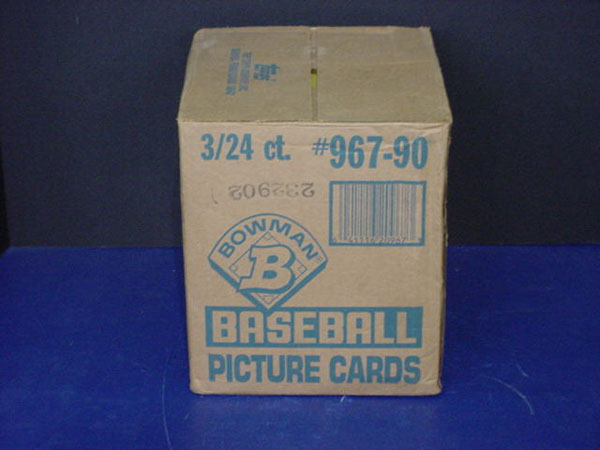 3/24 ct. #967-90
232902
BOWMAN
B
BASEBALL
PICTURE CARDS